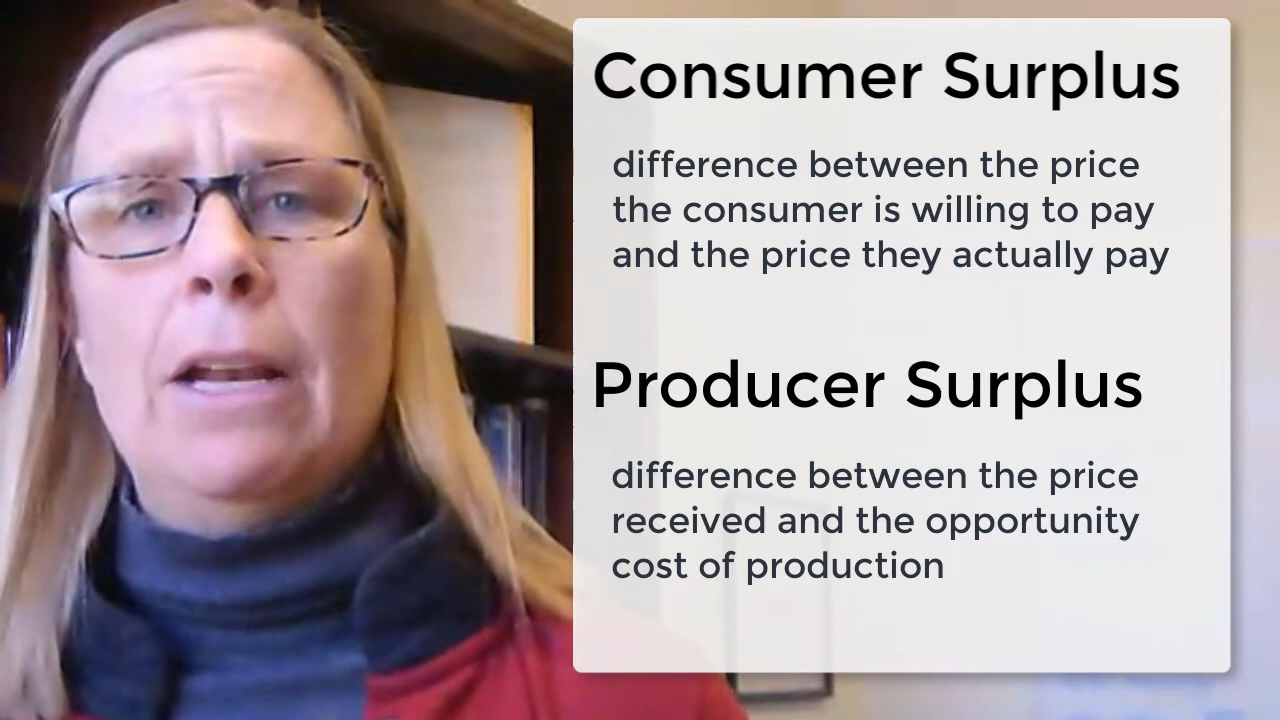 Consumer Surplus
difference between the price
the consumer is willing to pay
and the price they actually pay
Producer Surplus
difference between the price
received and the opportunity
cost of production